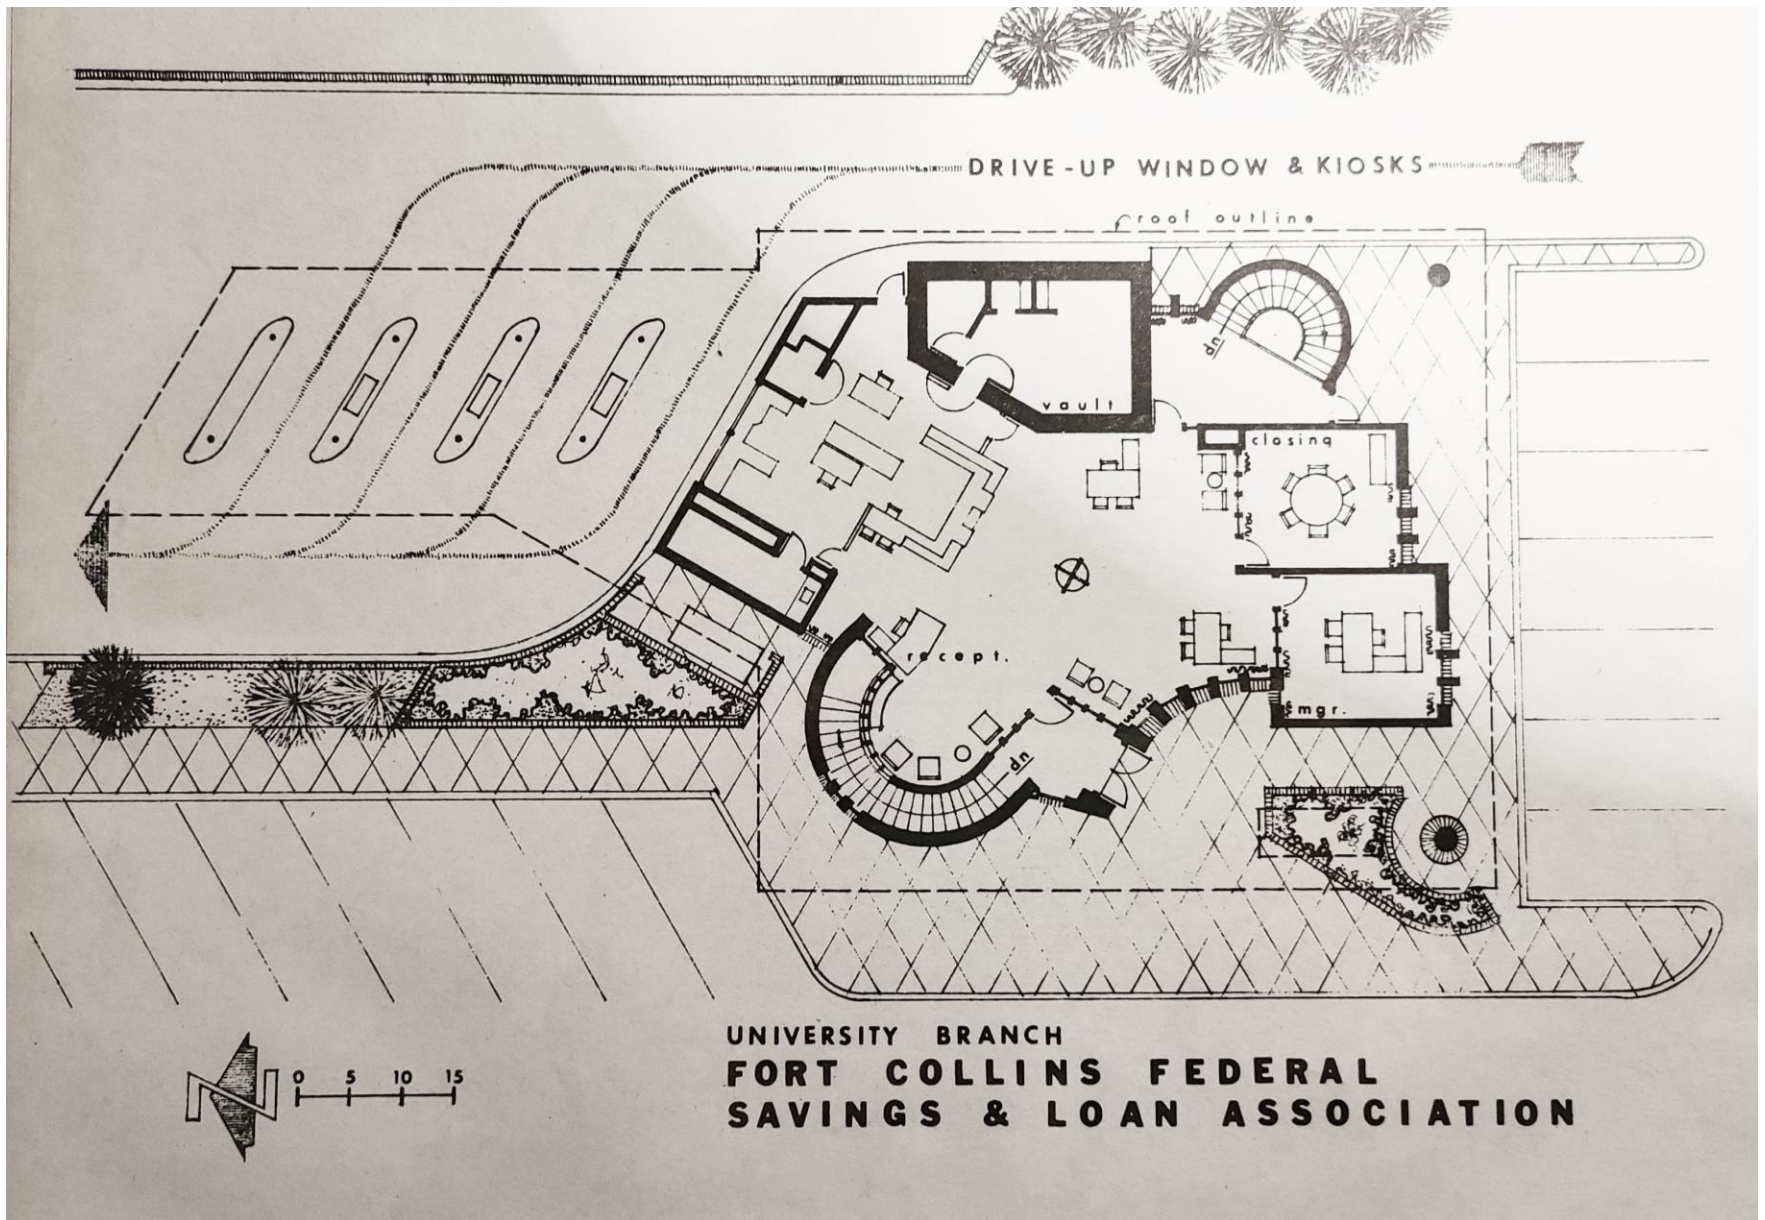 DRIVE-UP WINDOW & KIOSKS
roof outline
vault
dn
closing
recept.
mgr.
dn
UNIVERSITY BRANCH
FORT COLLINS FEDERAL
SAVINGS & LOAN ASSOCIATION
N
0 5 10 15